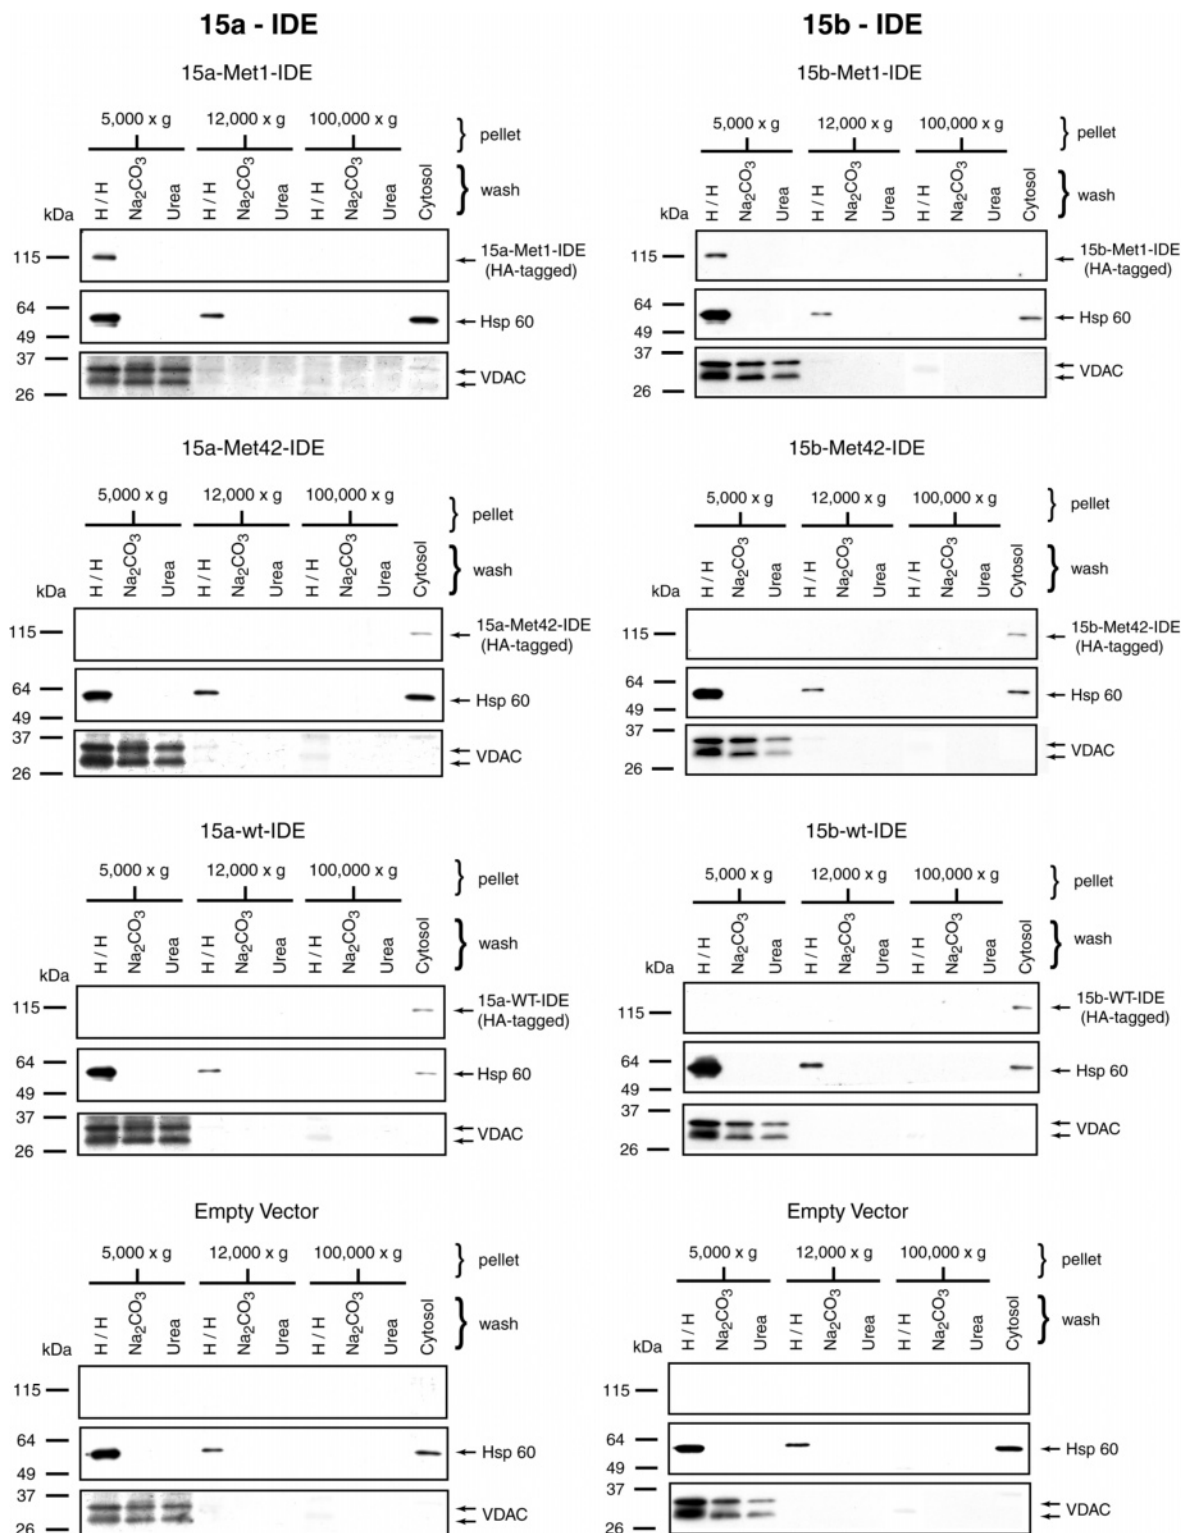 15a - IDE
15a-Met1-IDE
5,000 x g 12,000 x g 100,000 x g } pellet
H / H Na2CO3 Urea H / H Na2CO3 Urea H / H Na2CO3 Urea Cytosol } wash
kDa
115 15a-Met1-IDE
(HA-tagged)
64
Hsp 60
49
37
VDAC
26
15a-Met42-IDE
5,000 x g 12,000 x g 100,000 x g } pellet
H / H Na2CO3 Urea H / H Na2CO3 Urea H / H Na2CO3 Urea Cytosol } wash
kDa
115 15a-Met42-IDE
(HA-tagged)
64
Hsp 60
49
37
VDAC
26
15a-wt-IDE
5,000 x g 12,000 x g 100,000 x g } pellet
H / H Na2CO3 Urea H / H Na2CO3 Urea H / H Na2CO3 Urea Cytosol } wash
kDa
115 15a-WT-IDE
(HA-tagged)
64
Hsp 60
49
37
VDAC
26
Empty Vector
5,000 x g 12,000 x g 100,000 x g } pellet
H / H Na2CO3 Urea H / H Na2CO3 Urea H / H Na2CO3 Urea Cytosol } wash
kDa
115
64
Hsp 60
49
37
VDAC
26
15b - IDE
15b-Met1-IDE
5,000 x g 12,000 x g 100,000 x g } pellet
H / H Na2CO3 Urea H / H Na2CO3 Urea H / H Na2CO3 Urea Cytosol } wash
kDa
115 15b-Met1-IDE
(HA-tagged)
64
Hsp 60
49
37
VDAC
26
15b-Met42-IDE
5,000 x g 12,000 x g 100,000 x g } pellet
H / H Na2CO3 Urea H / H Na2CO3 Urea H / H Na2CO3 Urea Cytosol } wash
kDa
115 15b-Met42-IDE
(HA-tagged)
64
Hsp 60
49
37
VDAC
26
15b-wt-IDE
5,000 x g 12,000 x g 100,000 x g } pellet
H / H Na2CO3 Urea H / H Na2CO3 Urea H / H Na2CO3 Urea Cytosol } wash
kDa
115 15b-WT-IDE
(HA-tagged)
64
Hsp 60
49
37
VDAC
26
Empty Vector
5,000 x g 12,000 x g 100,000 x g } pellet
H / H Na2CO3 Urea H / H Na2CO3 Urea H / H Na2CO3 Urea Cytosol } wash
kDa
115
64
Hsp 60
49
37
VDAC
26